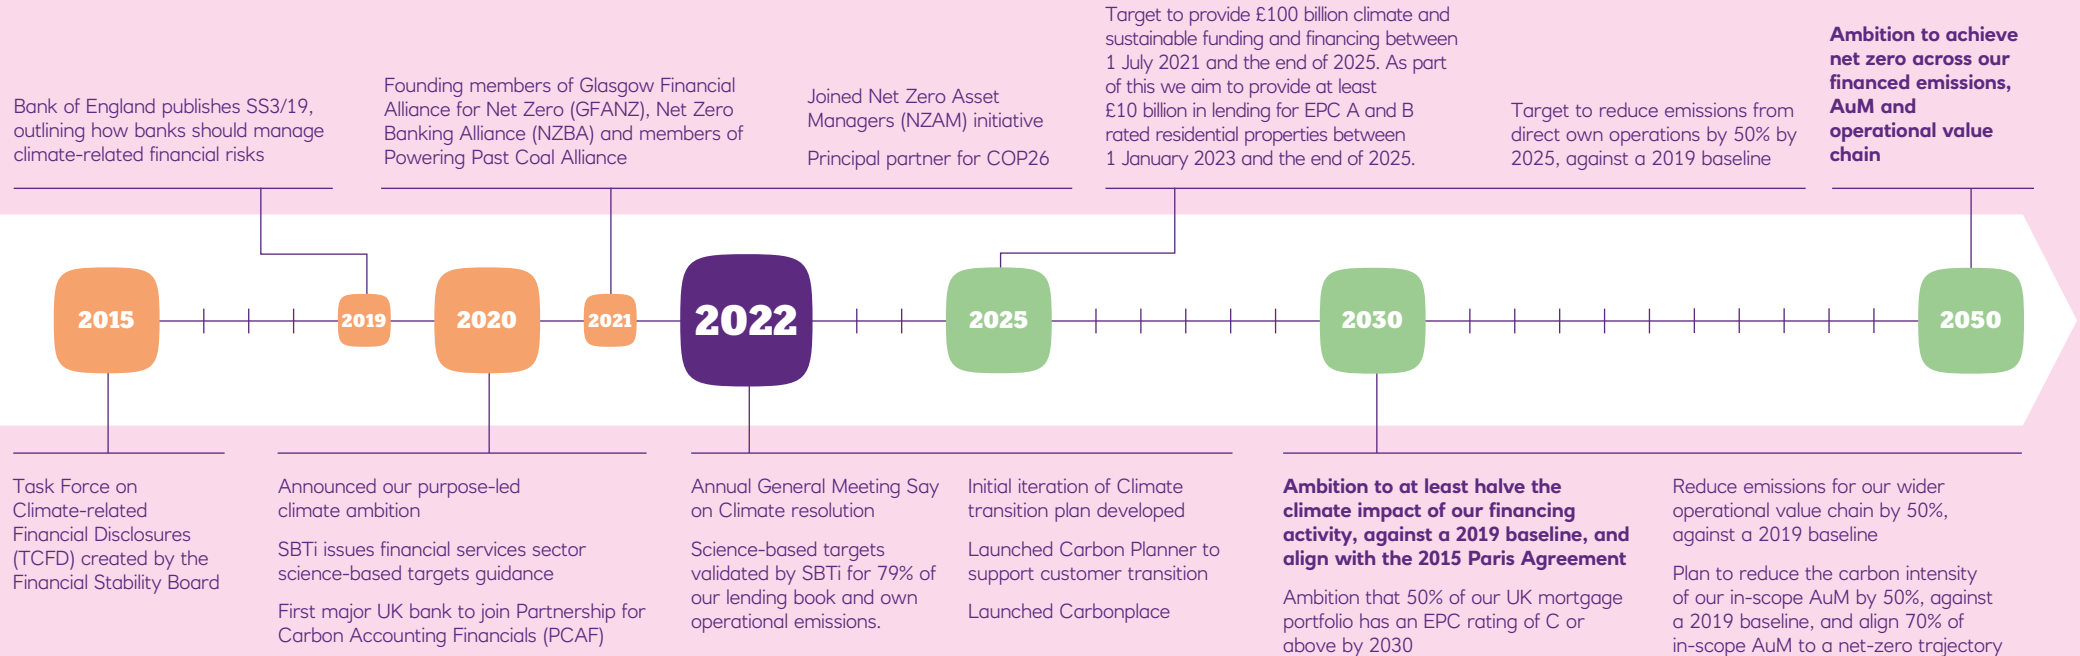 Bank of England publishes SS3/19,
outlining how banks should manage
climate-related financial risks
Founding members of Glasgow Financial
Alliance for Net Zero (GFANZ), Net Zero
Banking Alliance (NZBA) and members of
Powering Past Coal Alliance
Joined Net Zero Asset
Managers (NZAM) initiative
Principal partner for COP26
Target to provide £100 billion climate and
sustainable funding and financing between
1 July 2021 and the end of 2025. As part
of this we aim to provide at least
£10 billion in lending for EPC A and B
rated residential properties between
1 January 2023 and the end of 2025.
Target to reduce emissions from
direct own operations by 50% by
2025, against a 2019 baseline
Ambition to achieve
net zero across our
financed emissions,
AuM and
operational value
chain
2015
2019
2020
2021
2022
2025
2030
2050
Task Force on
Climate-related
Financial Disclosures
(TCFD) created by the
Financial Stability Board
Announced our purpose-led
climate ambition
SBTi issues financial services sector
science-based targets guidance
First major UK bank to join Partnership for
Carbon Accounting Financials (PCAF)
Annual General Meeting Say
on Climate resolution
Science-based targets
validated by SBTi for 79% of
our lending book and own
operational emissions.
Initial iteration of Climate
transition plan developed
Launched Carbon Planner to
support customer transition
Launched Carbonplace
Ambition to at least halve the
climate impact of our financing
activity, against a 2019 baseline, and
align with the 2015 Paris Agreement
Ambition that 50% of our UK mortgage
portfolio has an EPC rating of C or
above by 2030
Reduce emissions for our wider
operational value chain by 50%,
against a 2019 baseline
Plan to reduce the carbon intensity
of our in-scope AuM by 50%, against
a 2019 baseline, and align 70% of
in-scope AuM to a net-zero trajectory